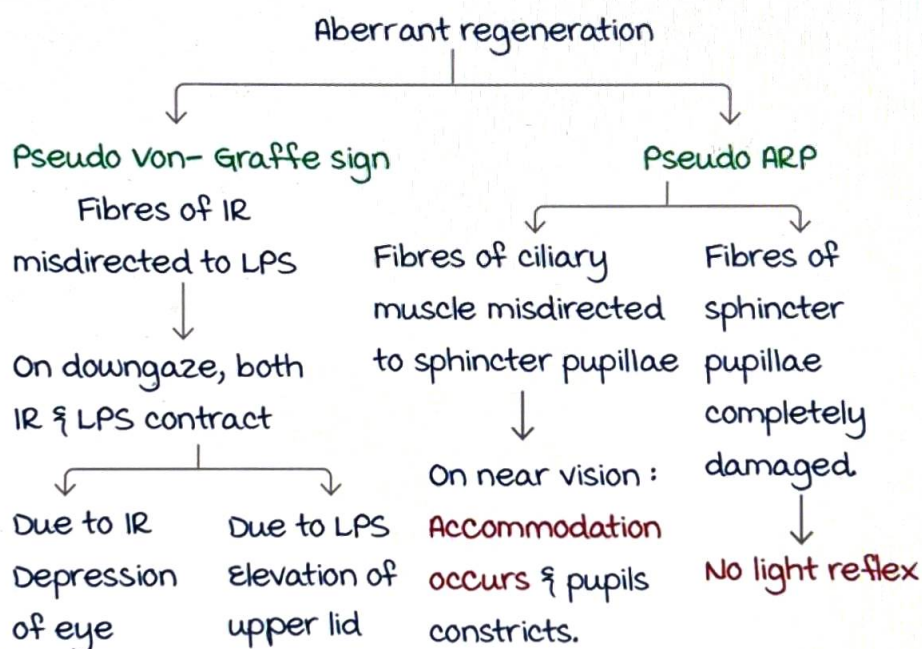 Aberrant regeneration
Pseudo Von- Graffe sign
Fibres of IR
misdirected to LPS
On downgaze, both
IR & LPS contract
Due to IR
Depression
of eye
Due to LPS
Elevation of
upper lid
Pseudo ARP
Fibres of ciliary
muscle misdirected
to sphincter pupillae
On near vision :
Accommodation
occurs & pupils
constricts.
Fibres of
sphincter
pupillae
completely
damaged.
No light reflex